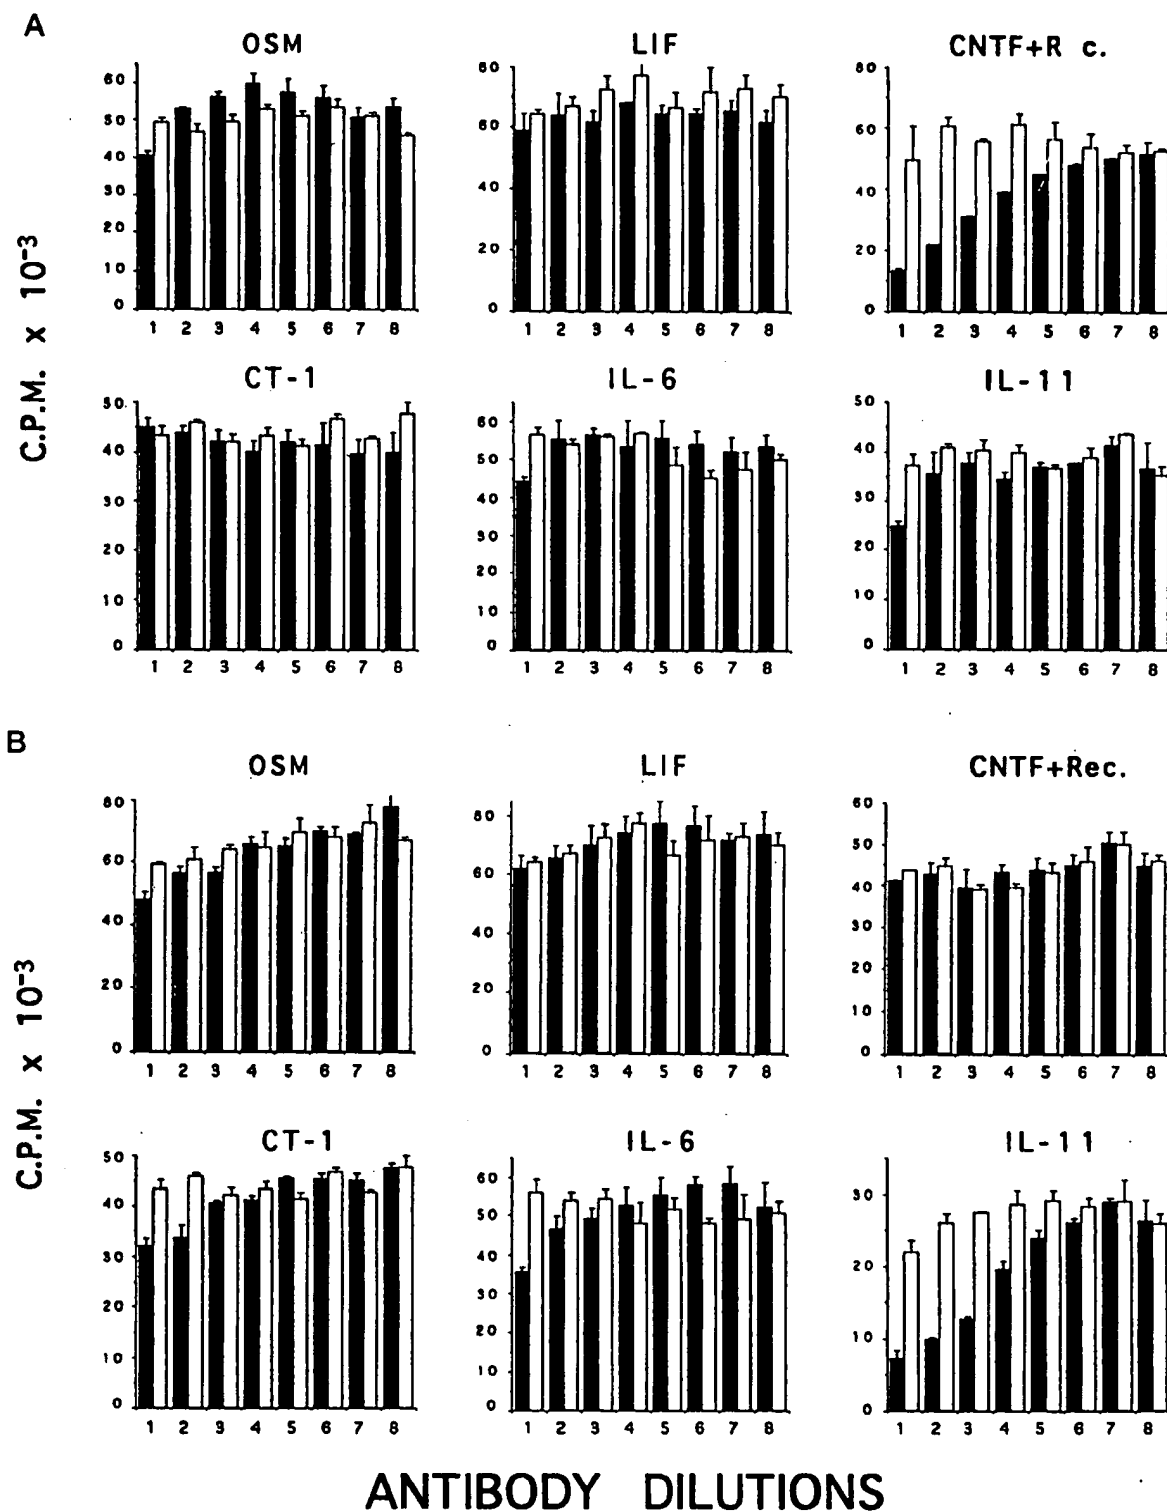 A
OSM LIF CNTF+R c.
60 50 40 30 20 10 0
60 60 40 20 0
80 60 40 20 0
1 2 3 4 5 6 7 8
1 2 3 4 5 6 7 8
1 2 3 4 5 6 7 8
C.P.M. x 10⁻³
CT-1 IL-6 IL-11
50 40 30 20 10 0
60 50 40 30 20 10 0
50 40 30 20 10 0
1 2 3 4 5 6 7 8
1 2 3 4 5 6 7 8
1 2 3 4 5 6 7 8
B
OSM LIF CNTF+Rec.
80 60 40 20 0
80 60 40 20 0
60 50 40 30 20 10 0
1 2 3 4 5 6 7 8
1 2 3 4 5 6 7 8
1 2 3 4 5 6 7 8
C.P.M. x 10⁻³
CT-1 IL-6 IL-11
50 40 30 20 10 0
60 50 40 30 20 10 0
30 20 10 0
1 2 3 4 5 6 7 8
1 2 3 4 5 6 7 8
1 2 3 4 5 6 7 8
ANTIBODY DILUTIONS